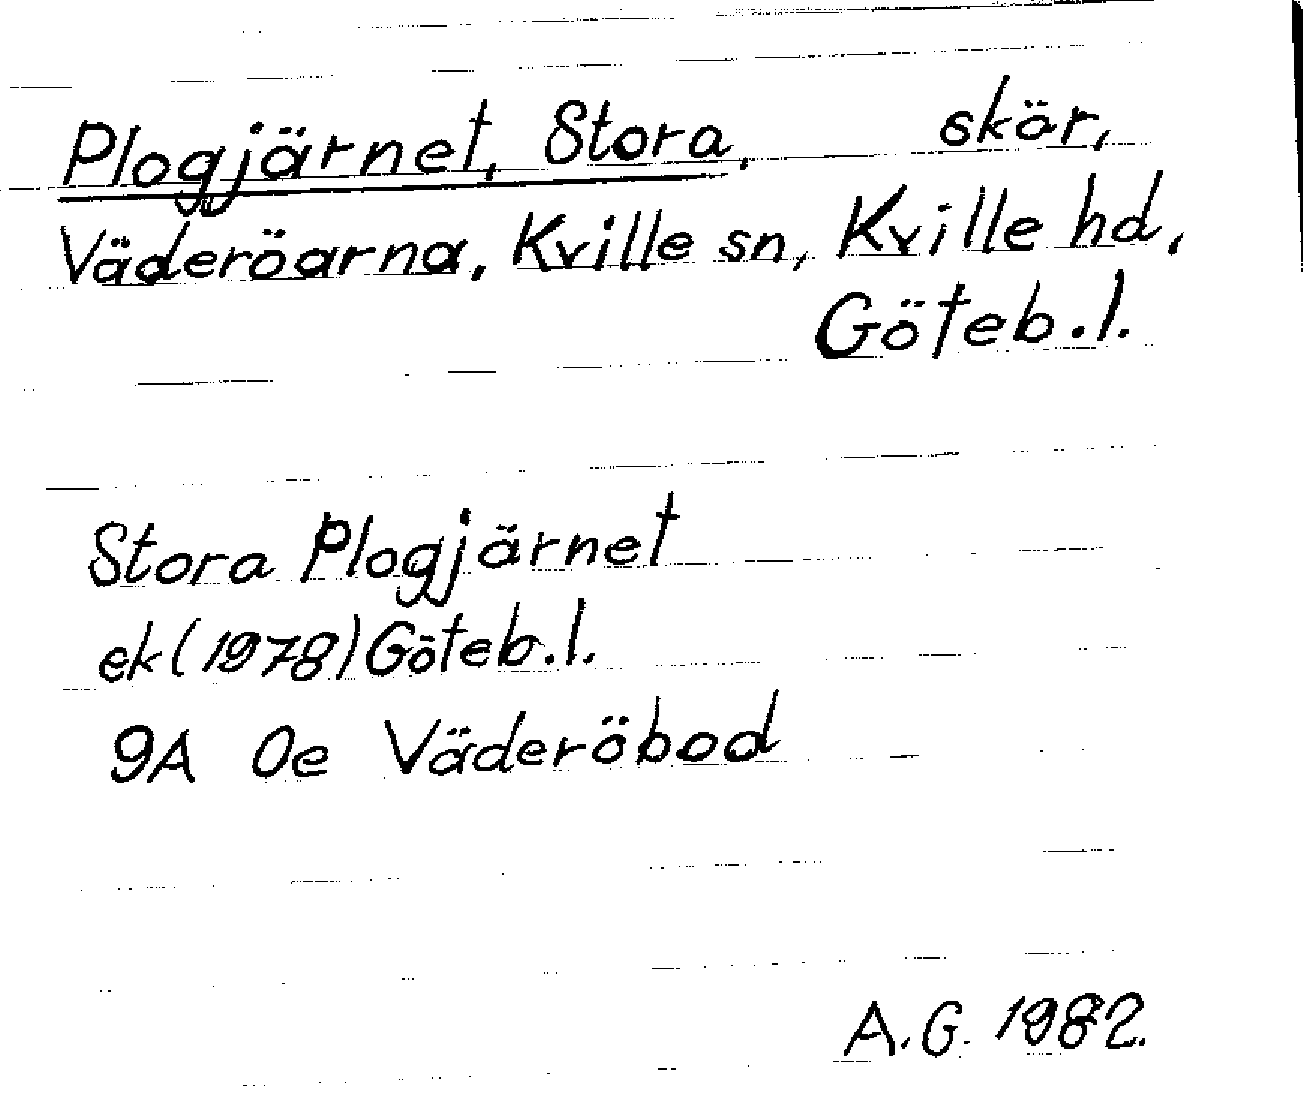 Plogjärnet, Stora, skär,
Väderöarna, Kville sn, Kville hd,
Göteb.l.
Stora Plogjärnet
ek (1978) Göteb.l.
9A 0e Väderöbod
A.G. 1982.